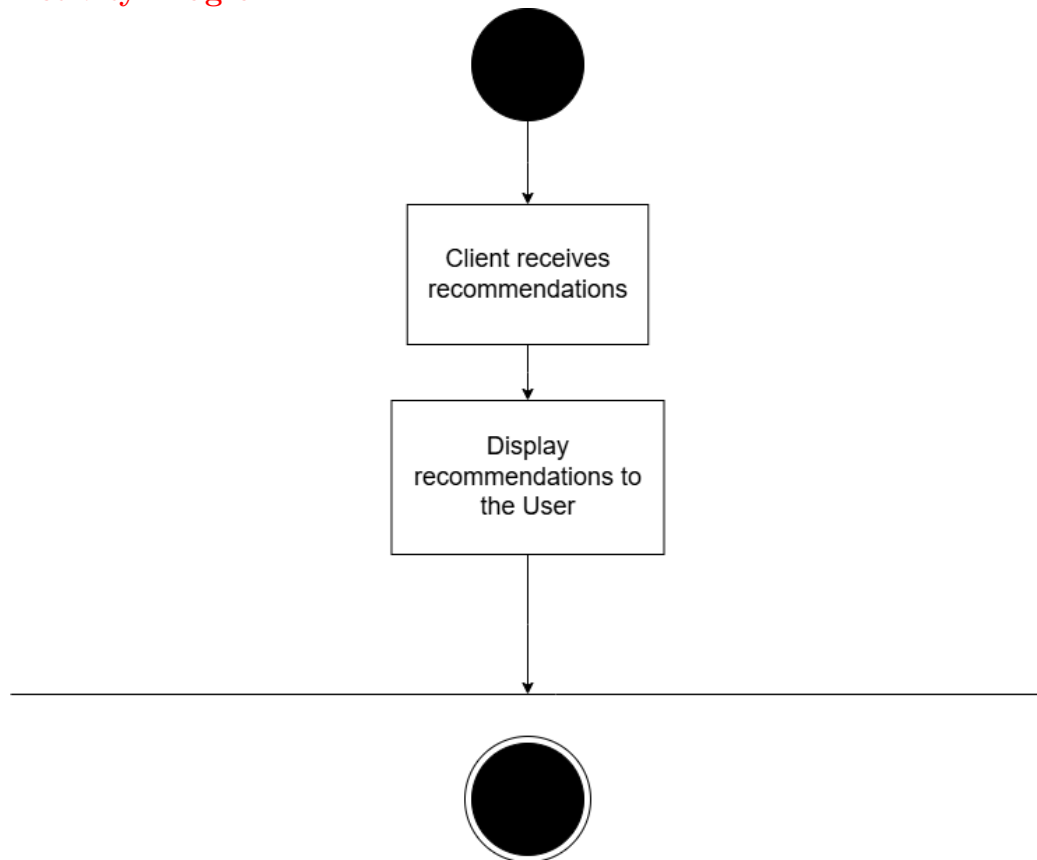 Client receives
recommendations
Display
recommendations to
the User